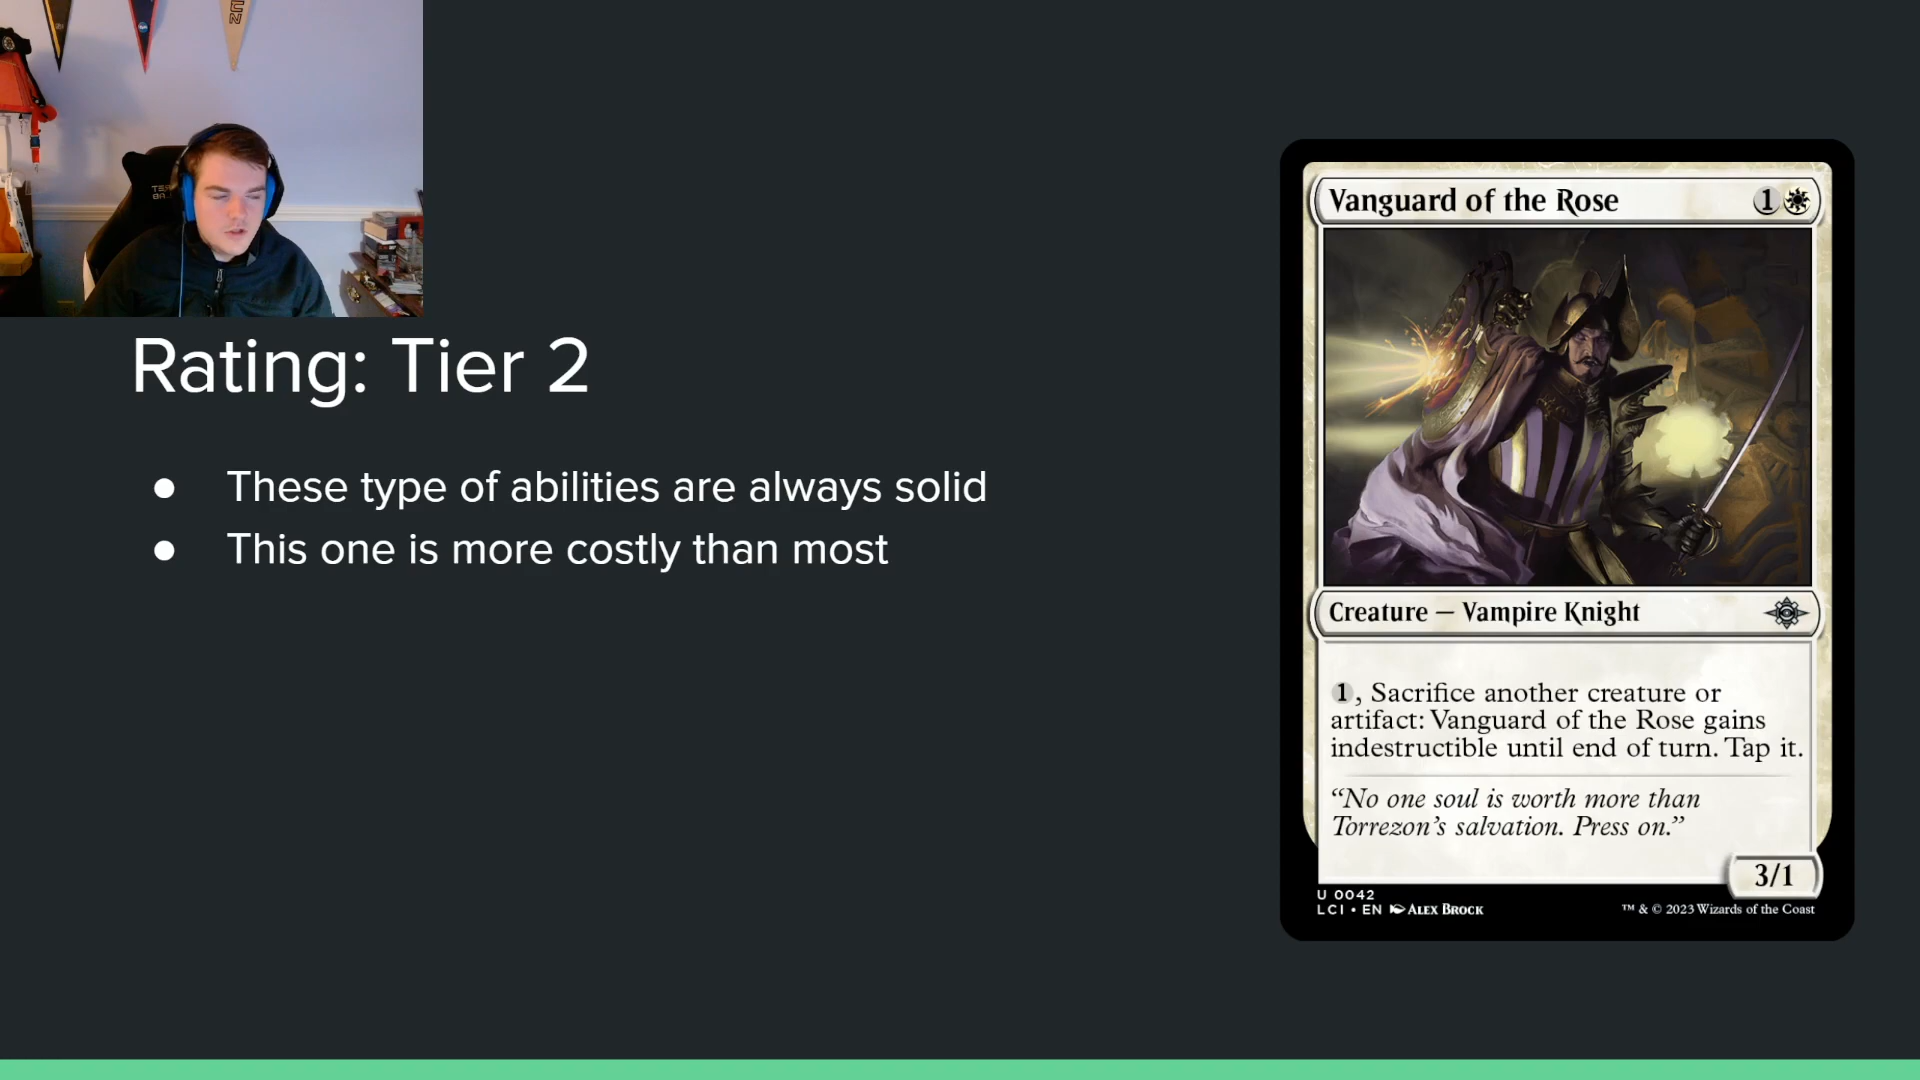 Rating: Tier 2
● These type of abilities are always solid
● This one is more costly than most
Vanguard of the Rose 1
Creature — Vampire Knight
1, Sacrifice another creature or
artifact: Vanguard of the Rose gains
indestructible until end of turn. Tap it.
“No one soul is worth more than
Torrezon’s salvation. Press on.”
3/1
U 0042
LCI • EN ALEX BROCK
™ & © 2023 Wizards of the Coast